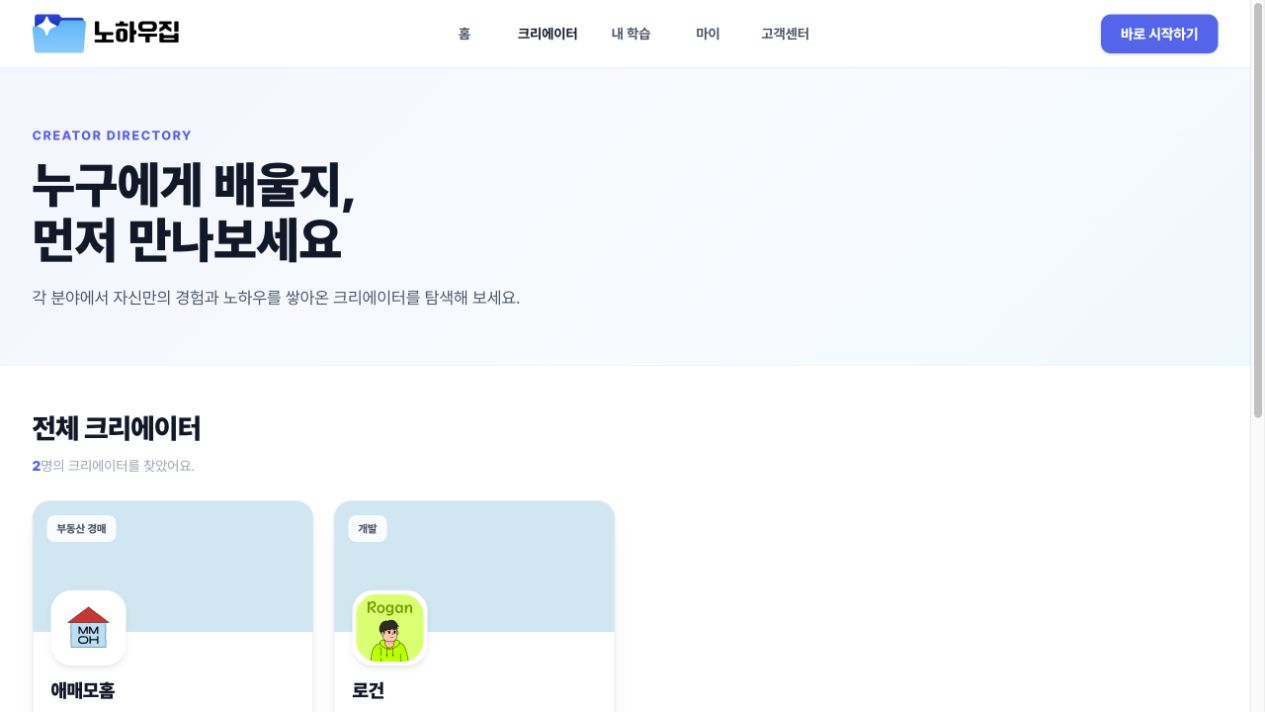 노하우집
홈
크리에이터
내 학습
마이
고객센터
바로 시작하기
CREATOR DIRECTORY
누구에게 배울지,
먼저 만나보세요
각 분야에서 자신만의 경험과 노하우를 쌓아온 크리에이터를 탐색해 보세요.
전체 크리에이터
2명의 크리에이터를 찾았어요.
부동산 경매
MM
OH
애매모홈
개발
Rogan
로건